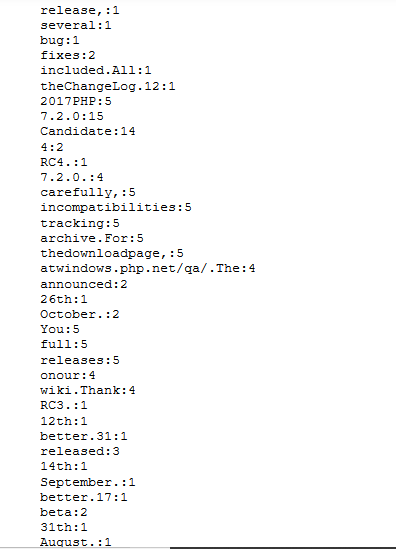 release,:1
several:1
bug:1
fixes:2
included.All:1
theChangeLog.12:1
2017PHP:5
7.2.0:15
Candidate:14
4:2
RC4.:1
7.2.0.:4
carefully,:5
incompatibilities:5
tracking:5
archive.For:5
thedownloadpage,:5
atwindows.php.net/qa/.The:4
announced:2
26th:1
October.:2
You:5
full:5
releases:5
onour:4
wiki.Thank:4
RC3.:1
12th:1
better.31:1
released:3
14th:1
September.:1
better.17:1
beta:2
31th:1
August.:1